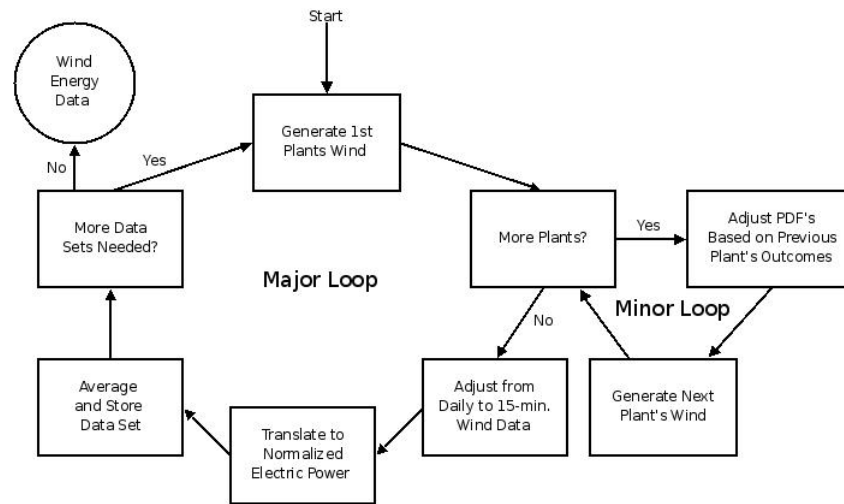 Start
Wind
Energy
Data
Generate 1st
Plants Wind
No
Yes
More Data
Sets Needed?
More Plants?
Yes
Adjust PDF's
Based on Previous
Plant's Outcomes
Major Loop
Minor Loop
No
Average
and Store
Data Set
Adjust from
Daily to 15-min.
Wind Data
Generate Next
Plant's Wind
Translate to
Normalized
Electric Power